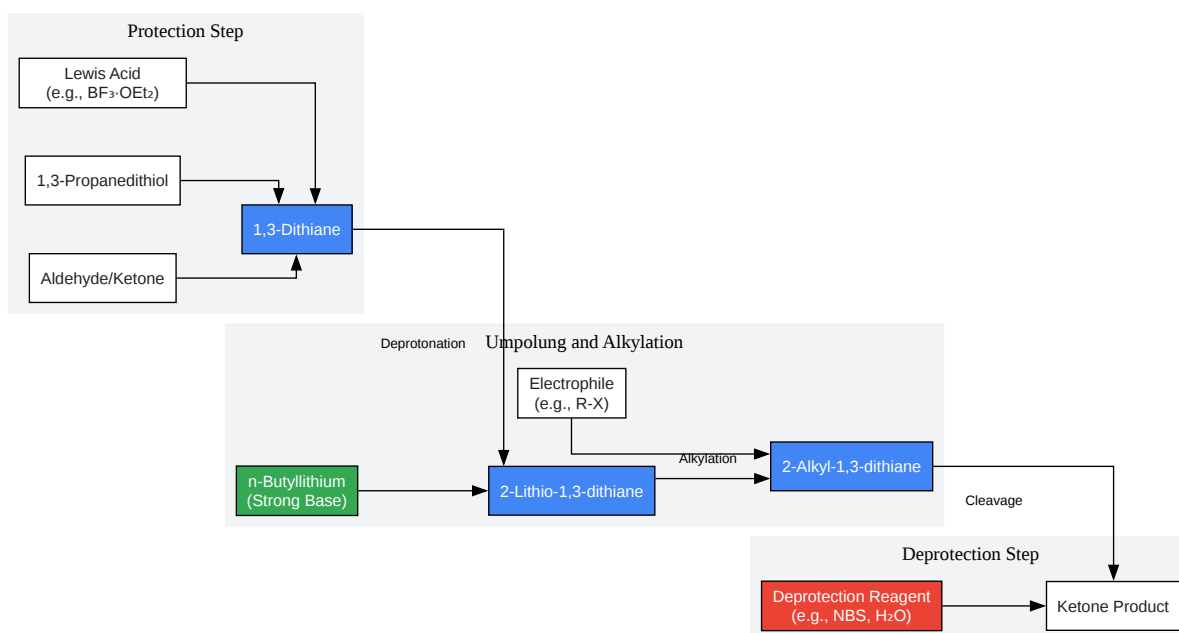 Protection Step
Lewis Acid
(e.g., BF₃·OEt₂)
1,3-Propanedithiol
1,3-Dithiane
Aldehyde/Ketone
Deprotonation
Umpolung and Alkylation
Electrophile
(e.g., R-X)
n-Butyllithium
(Strong Base)
2-Lithio-1,3-dithiane
Alkylation
2-Alkyl-1,3-dithiane
Cleavage
Deprotection Step
Deprotection Reagent
(e.g., NBS, H₂O)
Ketone Product